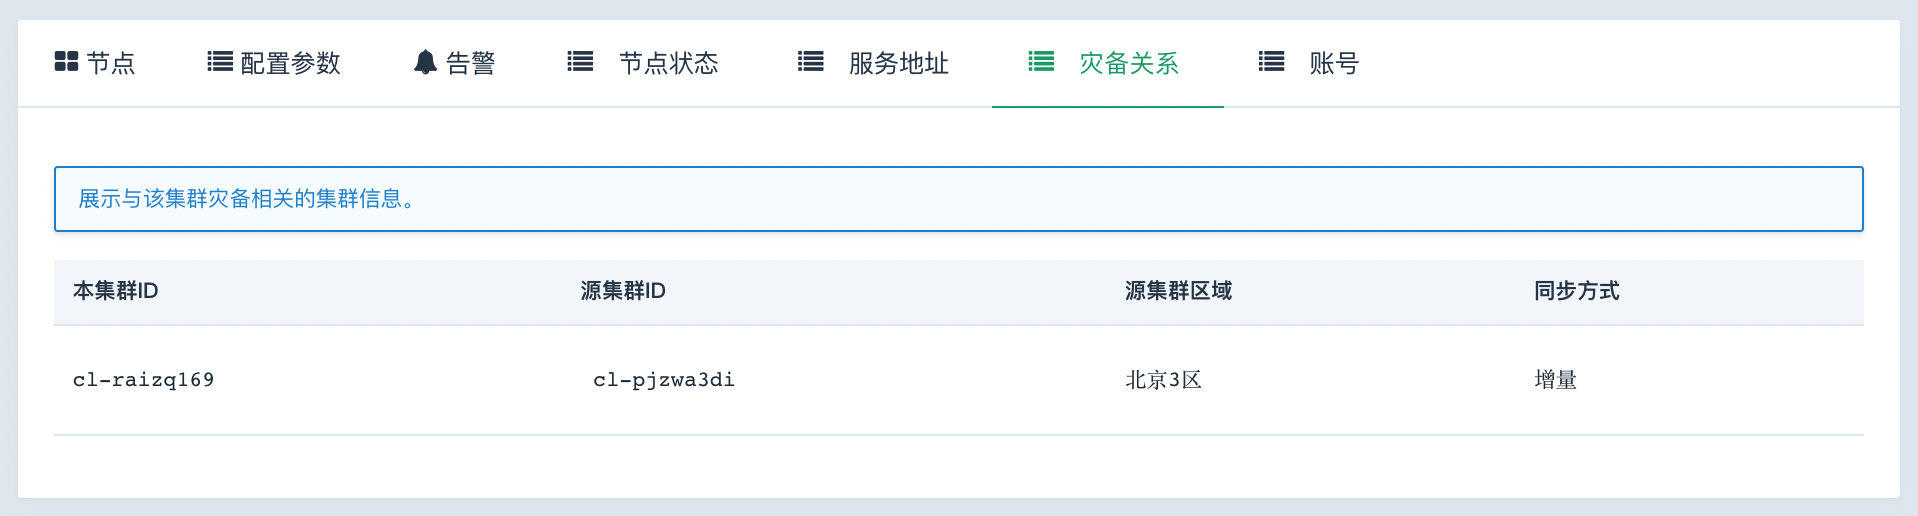 节点 配置参数 告警 节点状态 服务地址 灾备关系 账号
展示与该集群灾备相关的集群信息。
本集群ID 源集群ID 源集群区域 同步方式
cl-raizq169 cl-pjzwa3di 北京3区 增量